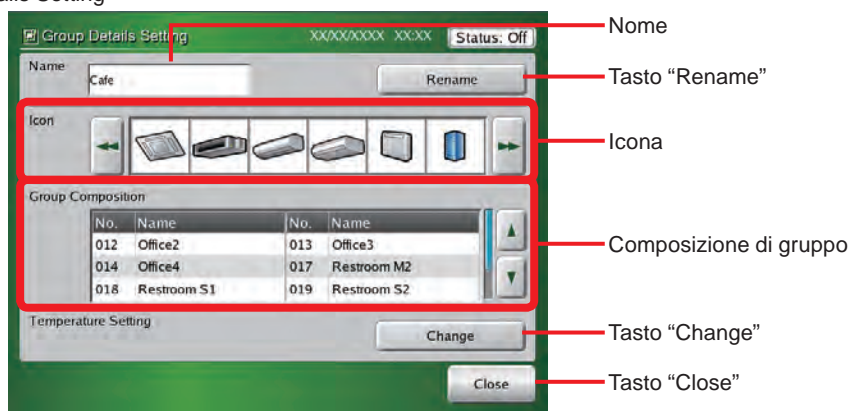 ils Setting
Group Details Setting XX/XX/XXXX XX:XX Status: Off
Nome
Name Cafe Rename
Tasto “Rename”
Icon
Icona
Group Composition
No. Name No. Name
012 Office2 013 Office3
014 Office4 017 Restroom M2
018 Restroom S1 019 Restroom S2
Composizione di gruppo
Temperature Setting Change
Tasto “Change”
Close
Tasto “Close”